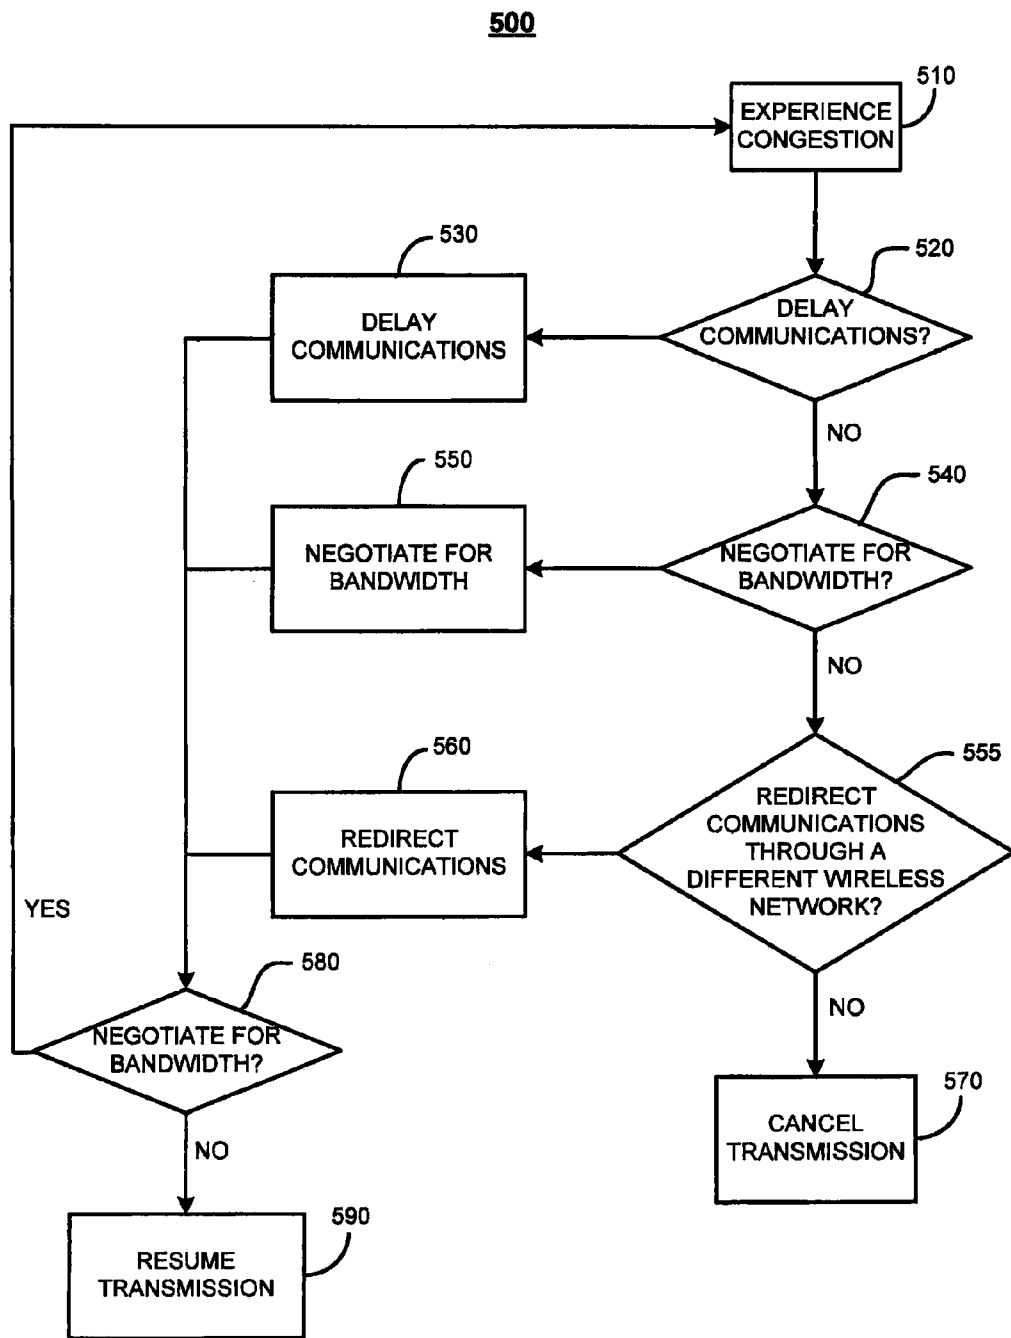 500
510
EXPERIENCE
CONGESTION
530
520
DELAY
COMMUNICATIONS
DELAY
COMMUNICATIONS?
NO
550
540
NEGOTIATE FOR
BANDWIDTH
NEGOTIATE FOR
BANDWIDTH?
NO
560
555
REDIRECT
COMMUNICATIONS
REDIRECT
COMMUNICATIONS
THROUGH A
DIFFERENT WIRELESS
NETWORK?
YES
580
NEGOTIATE FOR
BANDWIDTH?
NO
570
CANCEL
TRANSMISSION
NO
590
RESUME
TRANSMISSION